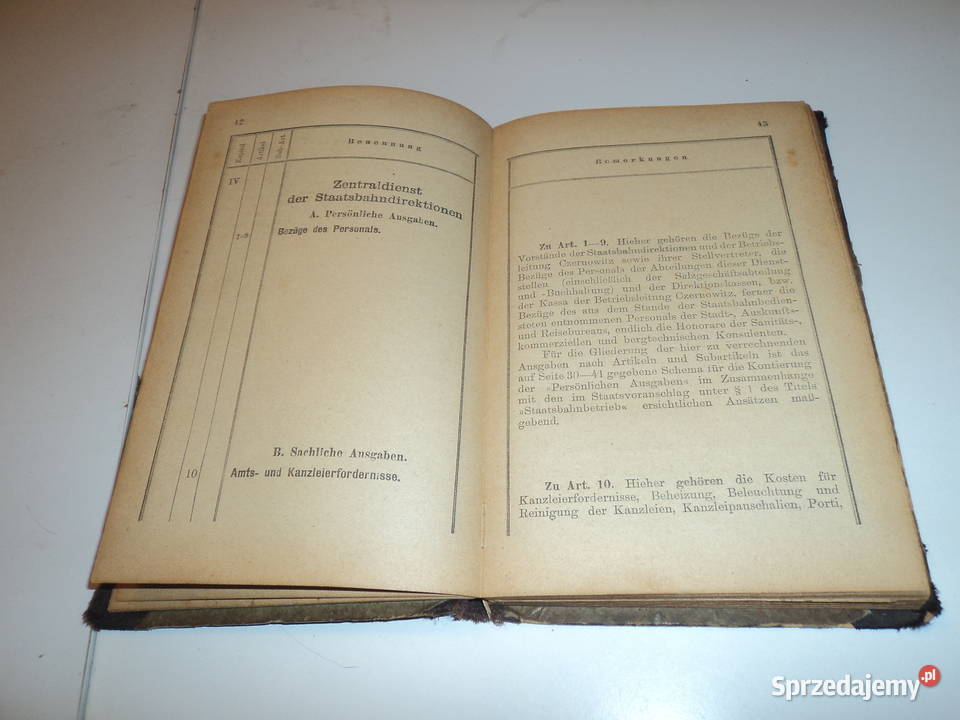 42
Kapitel
Artikel
Sub-Art.
Benennung
IV
Zentraldienst
der Staatsbahndirektionen
A. Persönliche Ausgaben.
1-9
Bezüge des Personals.
B. Sachliche Ausgaben.
10
Amts- und Kanzleierfordernisse.
43
Bemerkungen
Zu Art. 1—9. Hieher gehören die Bezüge der
Vorstände der Staatsbahndirektionen und der Betriebs-
leitung Czernowitz sowie ihrer Stellvertreter, die
Bezüge des Personals der Abteilungen dieser Dienst-
stellen (einschließlich der Salzgeschäftsabteilung
und -Buchhaltung) und der Direktionskassen, bzw.
der Kassa der Betriebsleitung Czernowitz, ferner die
Bezüge des aus dem Stande der Staatsbahnbedien-
steten entnommenen Personals der Stadt-, Auskunfts-
und Reisebureaus, endlich die Honorare der Sanitäts-,
kommerziellen und bergtechnischen Konsulenten.
Für die Gliederung der hier zu verrechnenden
Ausgaben nach Artikeln und Subartikeln ist das
auf Seite 30—41 gegebene Schema für die Kontierung
der »Persönlichen Ausgaben« im Zusammenhange
mit den im Staatsvoranschlag unter § 1 des Titels
»Staatsbahnbetrieb« ersichtlichen Ansätzen maß-
gebend.
Zu Art. 10. Hieher gehören die Kosten für
Kanzleierfordernisse, Beheizung, Beleuchtung und
Reinigung der Kanzleien, Kanzleipauschalien, Porti,
Sprzedajemy.pl